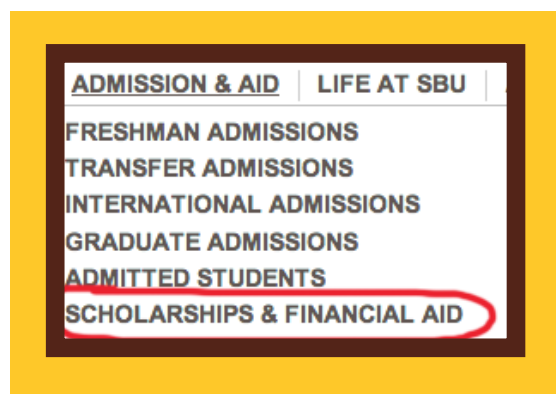 ADMISSION & AID LIFE AT SBU
FRESHMAN ADMISSIONS
TRANSFER ADMISSIONS
INTERNATIONAL ADMISSIONS
GRADUATE ADMISSIONS
ADMITTED STUDENTS
SCHOLARSHIPS & FINANCIAL AID